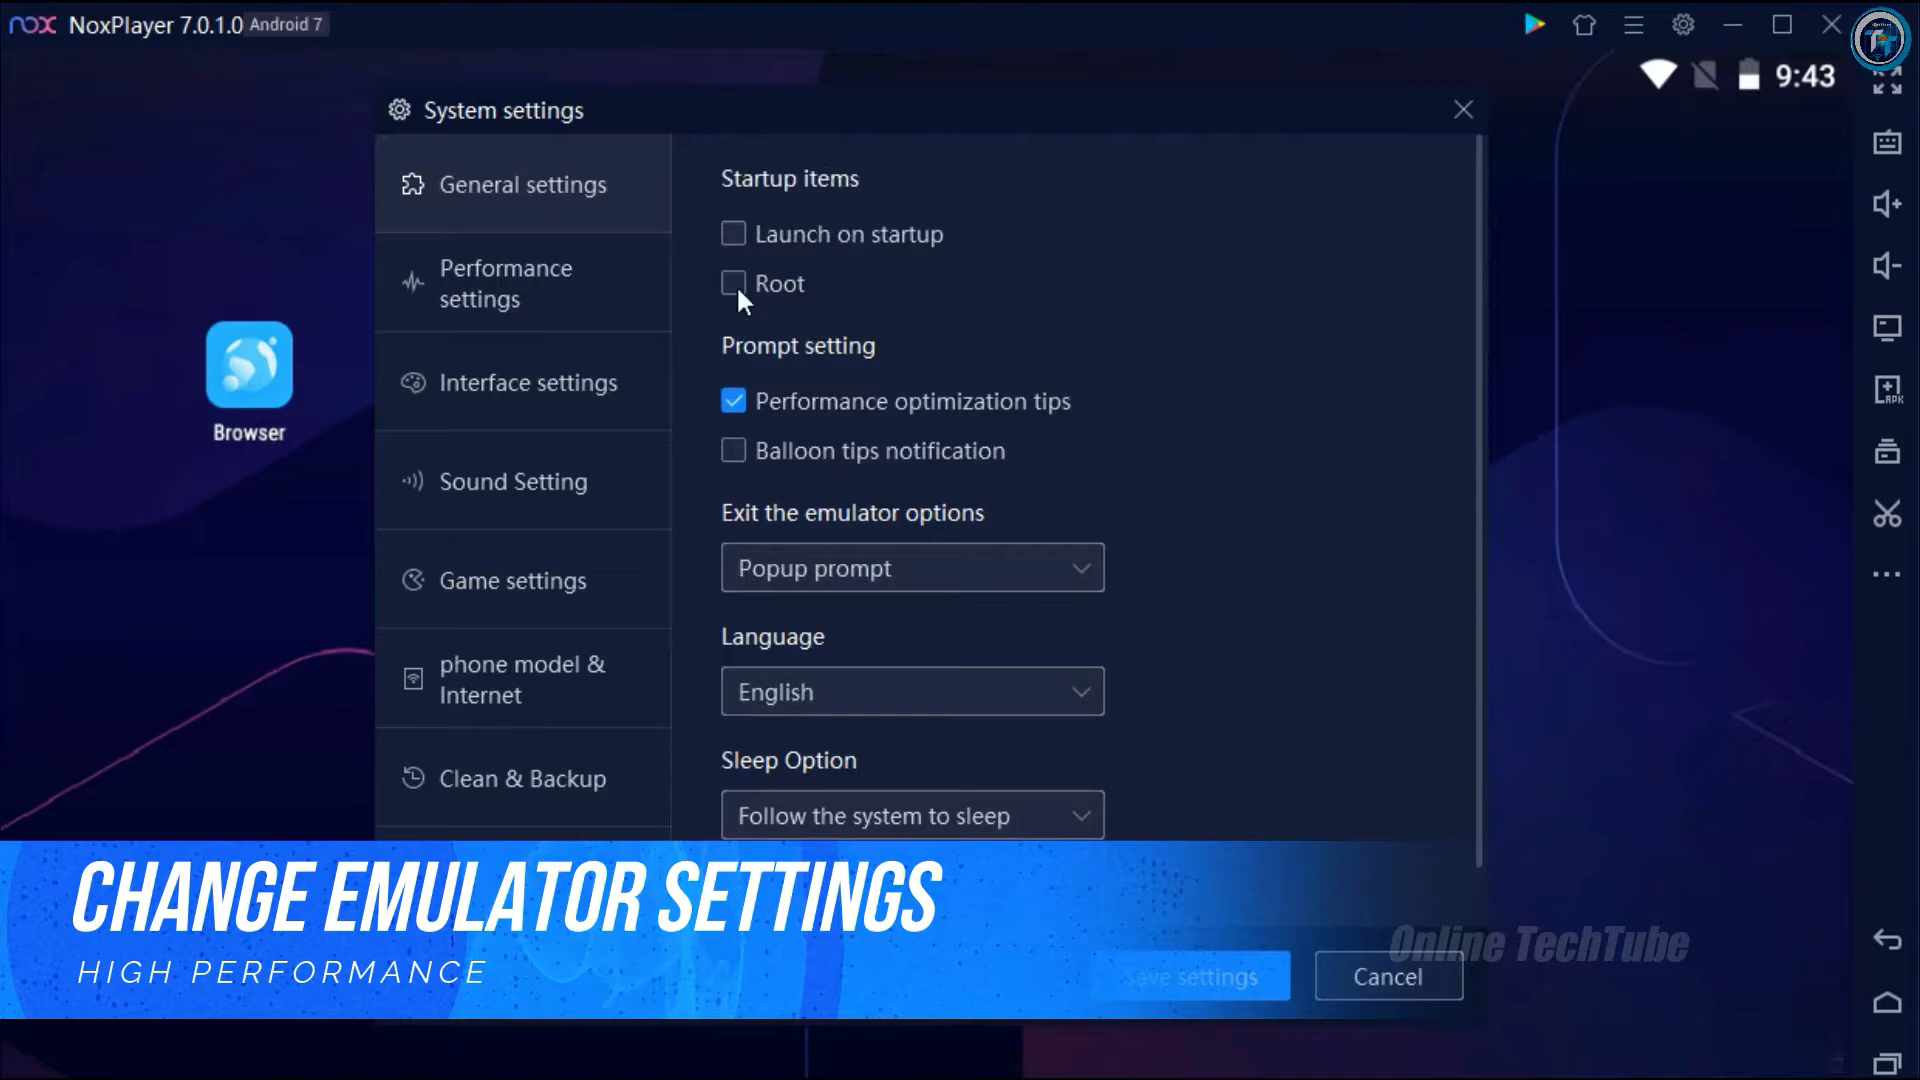 nox NoxPlayer 7.0.1.0 Android 7
9:43
System settings
General settings
Performance
settings
Interface settings
Sound Setting
Game settings
phone model &
Internet
Clean & Backup
Startup items
Launch on startup
Root
Prompt setting
Performance optimization tips
Balloon tips notification
Exit the emulator options
Popup prompt
Language
English
Sleep Option
Follow the system to sleep
Browser
APK
CHANGE EMULATOR SETTINGS
HIGH PERFORMANCE
Online TechTube
Save settings
Cancel